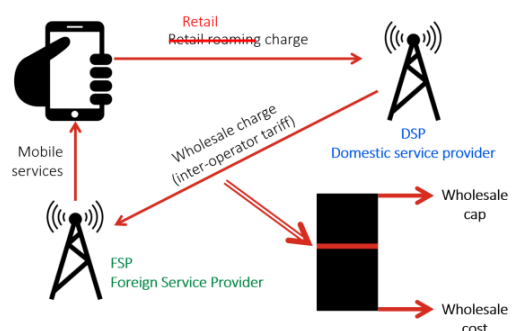 Retail
Retail roaming charge
DSP
Domestic service provider
Wholesale charge
(inter-operator tariff)
Mobile
services
Wholesale
cap
FSP
Foreign Service Provider
Wholesale
cost